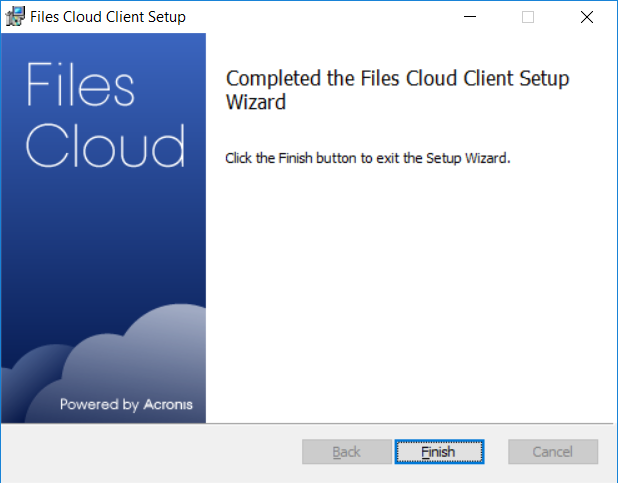 Files Cloud Client Setup
Files
Cloud
Completed the Files Cloud Client Setup
Wizard
Click the Finish button to exit the Setup Wizard.
Powered by Acronis
Back
Finish
Cancel